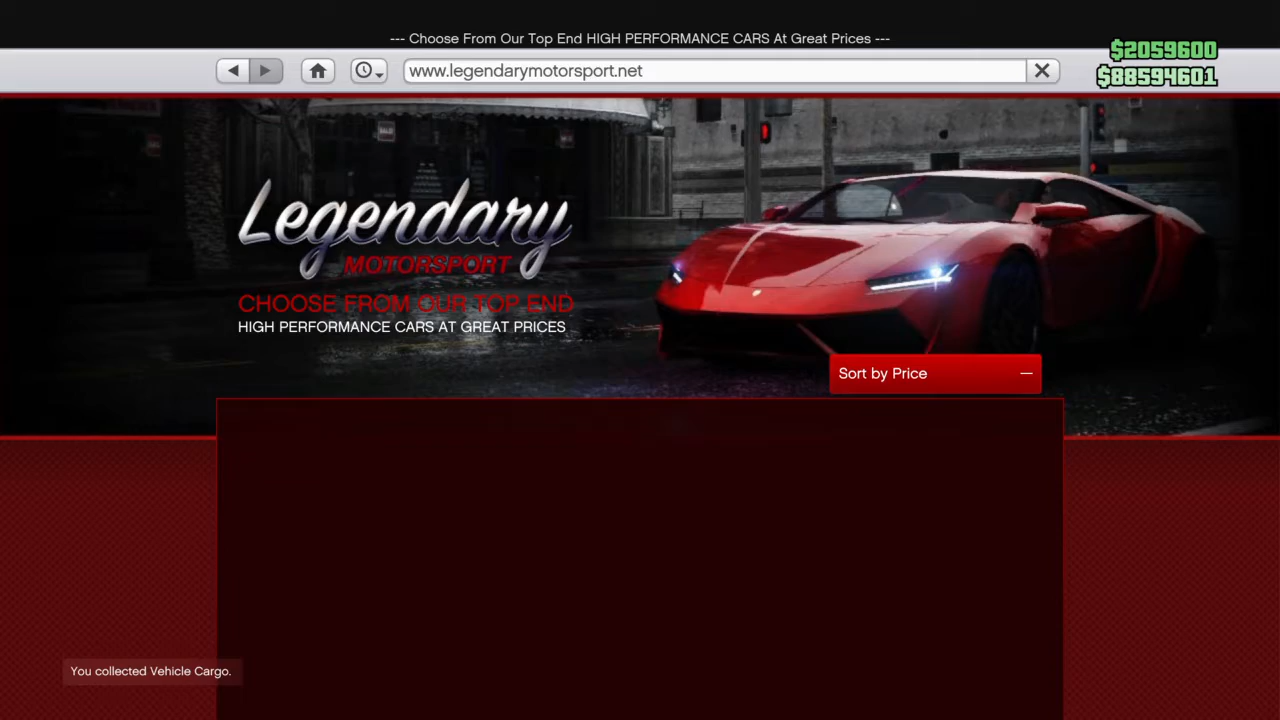 --- Choose From Our Top End HIGH PERFORMANCE CARS At Great Prices ---
$2059600
www.legendarymotorsport.net
$88594601
Legendary
MOTORSPORT
CHOOSE FROM OUR TOP END
HIGH PERFORMANCE CARS AT GREAT PRICES
Sort by Price
You collected Vehicle Cargo.